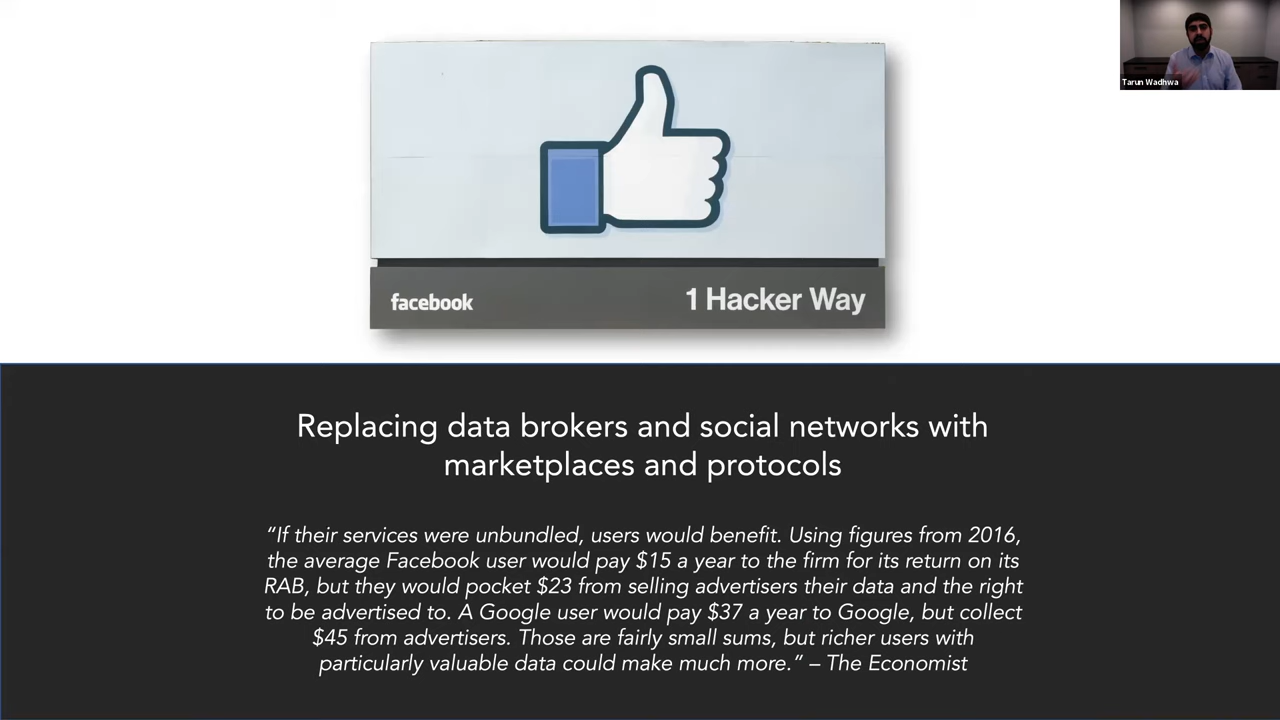 Tarun Wadhwa
facebook
1 Hacker Way
Replacing data brokers and social networks with
marketplaces and protocols
“If their services were unbundled, users would benefit. Using figures from 2016,
the average Facebook user would pay $15 a year to the firm for its return on its
RAB, but they would pocket $23 from selling advertisers their data and the right
to be advertised to. A Google user would pay $37 a year to Google, but collect
$45 from advertisers. Those are fairly small sums, but richer users with
particularly valuable data could make much more.” – The Economist